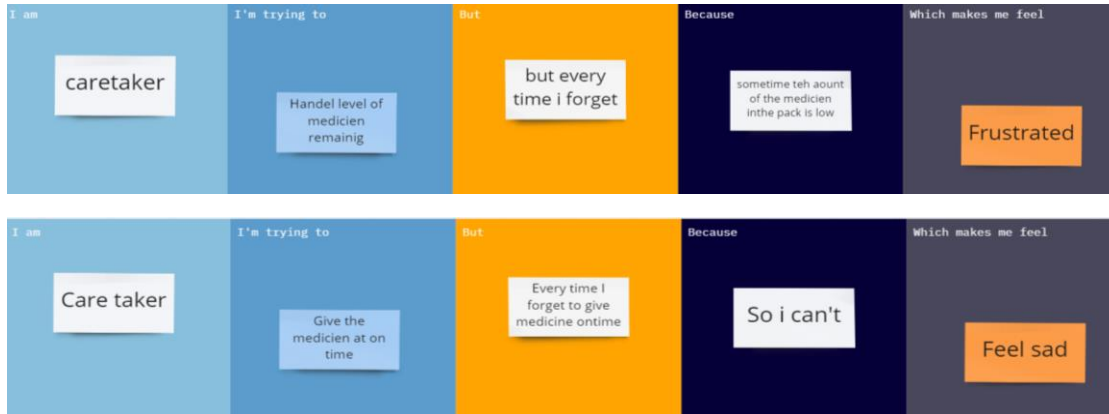 I am
I'm trying to
But
Because
Which makes me feel
caretaker
Handel level of
medicien
remainig
but every
time i forget
sometime teh aount
of the medicien
inthe pack is low
Frustrated
I am
I'm trying to
But
Because
Which makes me feel
Care taker
Give the
medicien at on
time
Every time I
forget to give
medicine ontime
So i can't
Feel sad